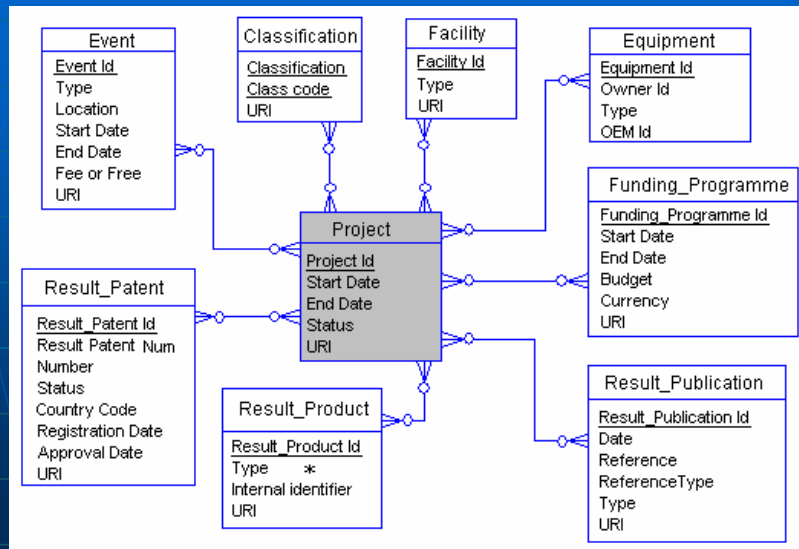 Event
Event Id
Type
Location
Start Date
End Date
Fee or Free
URI
Classification
Classification
Class code
URI
Facility
Facility Id
Type
URI
Equipment
Equipment Id
Owner Id
Type
OEM Id
Funding_Programme
Funding_Programme Id
Start Date
End Date
Budget
Currency
URI
Project
Project Id
Start Date
End Date
Status
URI
Result_Patent
Result_Patent Id
Result Patent Num
Number
Status
Country Code
Registration Date
Approval Date
URI
Result_Product
Result_Product Id
Type *
Internal identifier
URI
Result_Publication
Result_Publication Id
Date
Reference
ReferenceType
Type
URI